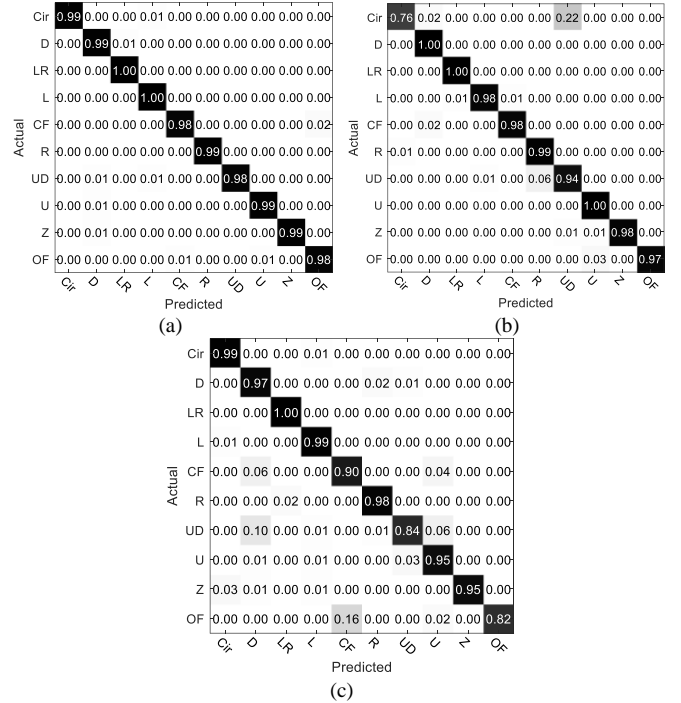 Cir 0.99 0.00 0.00 0.01 0.00 0.00 0.00 0.00 0.00 0.00
D 0.00 0.99 0.01 0.00 0.00 0.00 0.00 0.00 0.00 0.00
LR 0.00 0.00 1.00 0.00 0.00 0.00 0.00 0.00 0.00 0.00
L 0.00 0.00 0.00 1.00 0.00 0.00 0.00 0.00 0.00 0.00
CF 0.00 0.00 0.00 0.00 0.98 0.00 0.00 0.00 0.00 0.02
R 0.00 0.00 0.00 0.00 0.00 0.99 0.00 0.00 0.00 0.00
UD 0.00 0.01 0.00 0.01 0.00 0.00 0.98 0.00 0.00 0.00
U 0.00 0.01 0.00 0.00 0.00 0.00 0.00 0.99 0.00 0.00
Z 0.00 0.01 0.00 0.00 0.00 0.00 0.00 0.00 0.99 0.00
OF 0.00 0.00 0.00 0.00 0.01 0.00 0.00 0.01 0.00 0.98
Actual
Cir D LR L CF R UD U Z OF
Predicted
(a)
Cir 0.76 0.02 0.00 0.00 0.00 0.00 0.22 0.00 0.00 0.00
D 0.00 1.00 0.00 0.00 0.00 0.00 0.00 0.00 0.00 0.00
LR 0.00 0.00 1.00 0.00 0.00 0.00 0.00 0.00 0.00 0.00
L 0.00 0.00 0.01 0.98 0.01 0.00 0.00 0.00 0.00 0.00
CF 0.00 0.02 0.00 0.00 0.98 0.00 0.00 0.00 0.00 0.00
R 0.01 0.00 0.00 0.00 0.00 0.99 0.00 0.00 0.00 0.00
UD 0.00 0.00 0.00 0.01 0.00 0.06 0.94 0.00 0.00 0.00
U 0.00 0.00 0.00 0.00 0.00 0.00 0.00 1.00 0.00 0.00
Z 0.00 0.00 0.00 0.00 0.00 0.00 0.01 0.01 0.98 0.00
OF 0.00 0.00 0.00 0.00 0.00 0.00 0.00 0.03 0.00 0.97
Actual
Cir D LR L CF R UD U Z OF
Predicted
(b)
Cir 0.99 0.00 0.00 0.01 0.00 0.00 0.00 0.00 0.00 0.00
D 0.00 0.97 0.00 0.00 0.00 0.02 0.01 0.00 0.00 0.00
LR 0.00 0.00 1.00 0.00 0.00 0.00 0.00 0.00 0.00 0.00
L 0.01 0.00 0.00 0.99 0.00 0.00 0.00 0.00 0.00 0.00
CF 0.00 0.06 0.00 0.00 0.90 0.00 0.00 0.04 0.00 0.00
R 0.00 0.00 0.02 0.00 0.00 0.98 0.00 0.00 0.00 0.00
UD 0.00 0.10 0.00 0.01 0.00 0.01 0.84 0.06 0.00 0.00
U 0.00 0.01 0.00 0.01 0.00 0.00 0.03 0.95 0.00 0.00
Z 0.03 0.01 0.00 0.01 0.00 0.00 0.00 0.00 0.95 0.00
OF 0.00 0.00 0.00 0.00 0.16 0.00 0.00 0.02 0.00 0.82
Actual
Cir D LR L CF R UD U Z OF
Predicted
(c)